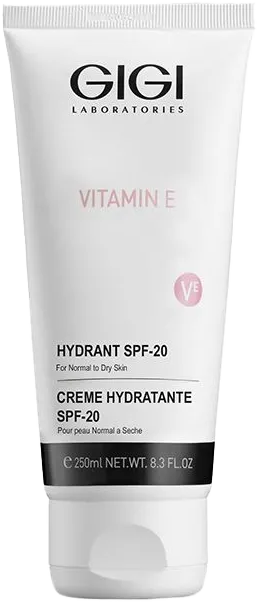 GIGI
LABORATORIES
VITAMIN E
VE
HYDRANT SPF-20
For Normal to Dry Skin
CREME HYDRATANTE
SPF-20
Pour peau Normal a Seche
℮ 250ml NET.WT. 8.3 FL.OZ